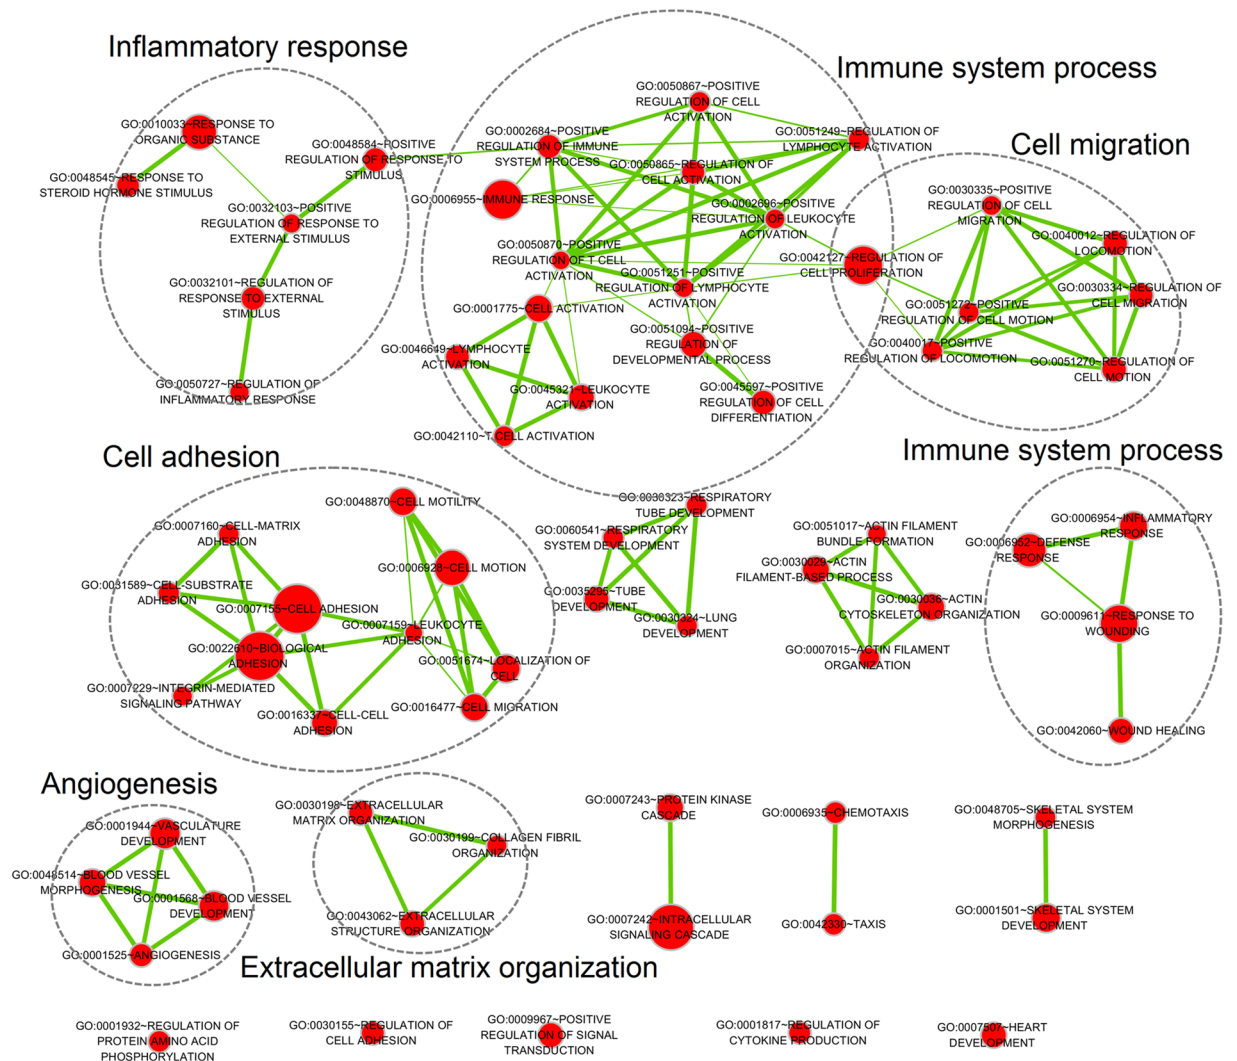 Inflammatory response
Immune system process
Cell migration
GO:0010033~RESPONSE TO
ORGANIC SUBSTANCE
GO:0048584~POSITIVE
REGULATION OF RESPONSE TO
STIMULUS
GO:0048545~RESPONSE TO
STEROID HORMONE STIMULUS
GO:0032103~POSITIVE
REGULATION OF RESPONSE TO
EXTERNAL STIMULUS
GO:0032101~REGULATION OF
RESPONSE TO EXTERNAL
STIMULUS
GO:0050727~REGULATION OF
INFLAMMATORY RESPONSE
GO:0050867~POSITIVE
REGULATION OF CELL
ACTIVATION
GO:0002684~POSITIVE
REGULATION OF IMMUNE
SYSTEM PROCESS
GO:0051249~REGULATION OF
LYMPHOCYTE ACTIVATION
GO:0050865~REGULATION OF
CELL ACTIVATION
GO:0006955~IMMUNE RESPONSE
GO:0002696~POSITIVE
REGULATION OF LEUKOCYTE
ACTIVATION
GO:0050870~POSITIVE
REGULATION OF T CELL
ACTIVATION
GO:0042127~REGULATION OF
CELL PROLIFERATION
GO:0051251~POSITIVE
REGULATION OF LYMPHOCYTE
ACTIVATION
GO:0001775~CELL ACTIVATION
GO:0051094~POSITIVE
REGULATION OF
DEVELOPMENTAL PROCESS
GO:0046649~LYMPHOCYTE
ACTIVATION
GO:0045321~LEUKOCYTE
ACTIVATION
GO:0045597~POSITIVE
REGULATION OF CELL
DIFFERENTIATION
GO:0042110~T CELL ACTIVATION
GO:0030335~POSITIVE
REGULATION OF CELL
MIGRATION
GO:0040012~REGULATION OF
LOCOMOTION
GO:0030334~REGULATION OF
CELL MIGRATION
GO:0051272~POSITIVE
REGULATION OF CELL MOTION
GO:0040017~POSITIVE
REGULATION OF LOCOMOTION
GO:0051270~REGULATION OF
CELL MOTION
Cell adhesion
Immune system process
GO:0048870~CELL MOTILITY
GO:0007160~CELL-MATRIX
ADHESION
GO:0006928~CELL MOTION
GO:0031589~CELL-SUBSTRATE
ADHESION
GO:0007155~CELL ADHESION
GO:0007159~LEUKOCYTE
ADHESION
GO:0022610~BIOLOGICAL
ADHESION
GO:0051674~LOCALIZATION OF
CELL
GO:0007229~INTEGRIN-MEDIATED
SIGNALING PATHWAY
GO:0016337~CELL-CELL
ADHESION
GO:0016477~CELL MIGRATION
GO:0030323~RESPIRATORY
TUBE DEVELOPMENT
GO:0060541~RESPIRATORY
SYSTEM DEVELOPMENT
GO:0035295~TUBE
DEVELOPMENT
GO:0030324~LUNG
DEVELOPMENT
GO:0051017~ACTIN FILAMENT
BUNDLE FORMATION
GO:0030029~ACTIN
FILAMENT-BASED PROCESS
GO:0030036~ACTIN
CYTOSKELETON ORGANIZATION
GO:0007015~ACTIN FILAMENT
ORGANIZATION
GO:0006954~INFLAMMATORY
RESPONSE
GO:0006952~DEFENSE
RESPONSE
GO:0009611~RESPONSE TO
WOUNDING
GO:0042060~WOUND HEALING
Angiogenesis
GO:0001944~VASCULATURE
DEVELOPMENT
GO:0048514~BLOOD VESSEL
MORPHOGENESIS
GO:0001568~BLOOD VESSEL
DEVELOPMENT
GO:0001525~ANGIOGENESIS
GO:0030198~EXTRACELLULAR
MATRIX ORGANIZATION
GO:0030199~COLLAGEN FIBRIL
ORGANIZATION
GO:0043062~EXTRACELLULAR
STRUCTURE ORGANIZATION
Extracellular matrix organization
GO:0007243~PROTEIN KINASE
CASCADE
GO:0007242~INTRACELLULAR
SIGNALING CASCADE
GO:0006935~CHEMOTAXIS
GO:0042330~TAXIS
GO:0048705~SKELETAL SYSTEM
MORPHOGENESIS
GO:0001501~SKELETAL SYSTEM
DEVELOPMENT
GO:0001932~REGULATION OF
PROTEIN AMINO ACID
PHOSPHORYLATION
GO:0030155~REGULATION OF
CELL ADHESION
GO:0009967~POSITIVE
REGULATION OF SIGNAL
TRANSDUCTION
GO:0001817~REGULATION OF
CYTOKINE PRODUCTION
GO:0007507~HEART
DEVELOPMENT